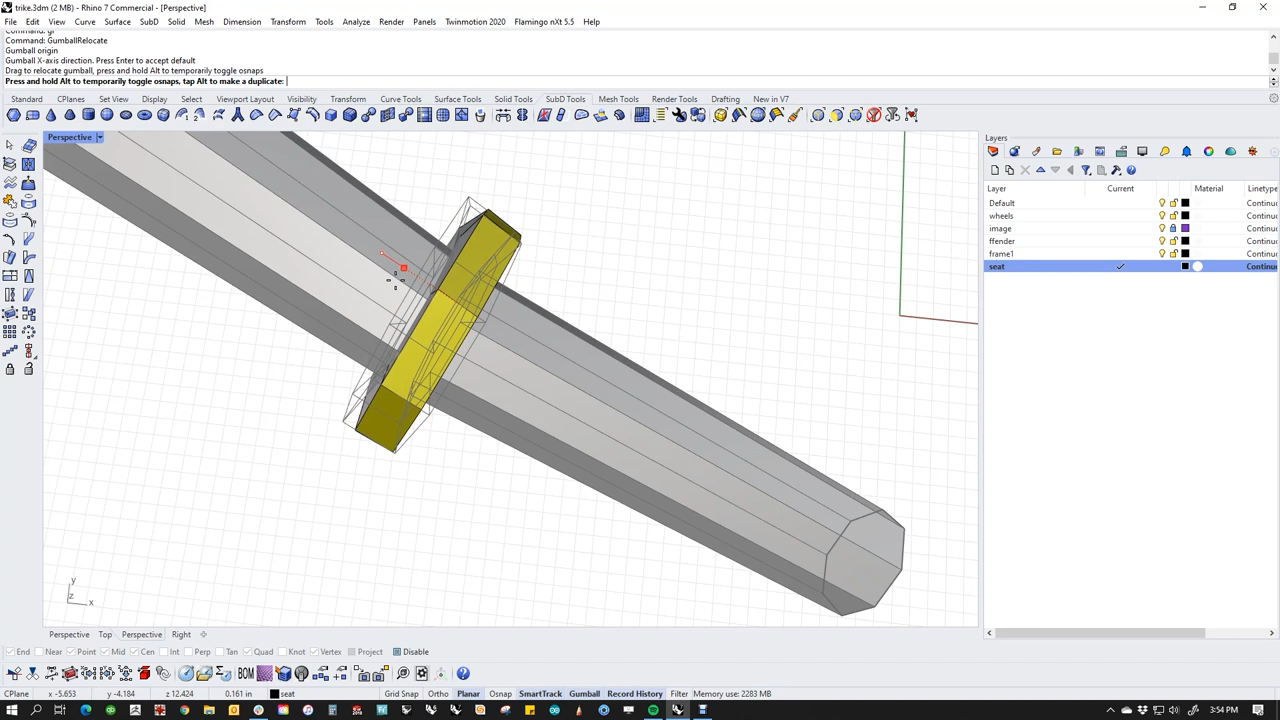 trike.3dm (2 MB) - Rhino 7 Commercial - [Perspective]
File Edit View Curve Surface SubD Solid Mesh Dimension Transform Tools Analyze Render Panels Twinmotion 2020 Flamingo nXt 5.5 Help
Command: GumballRelocate
Gumball origin
Gumball X-axis direction. Press Enter to accept default
Drag to relocate gumball, press and hold Alt to temporarily toggle osnaps
Press and hold Alt to temporarily toggle osnaps, tap Alt to make a duplicate:
Standard CPlanes Set View Display Select Viewport Layout Visibility Transform Curve Tools Surface Tools Solid Tools SubD Tools Mesh Tools Render Tools Drafting New in V7
Perspective
Layers
Layer Current Material Linetype
Default Continuc
wheels Continuc
image Continuc
ffender Continuc
frame1 Continuc
seat Continuc
y
z x
Perspective Top Perspective Right
End Near Point Mid Cen Int Perp Tan Quad Knot Vertex Project Disable
BOM
CPlane x -5.653 y -4.184 z 12.424 0.161 in seat Grid Snap Ortho Planar Osnap SmartTrack Gumball Record History Filter Memory use: 2283 MB
3:54 PM